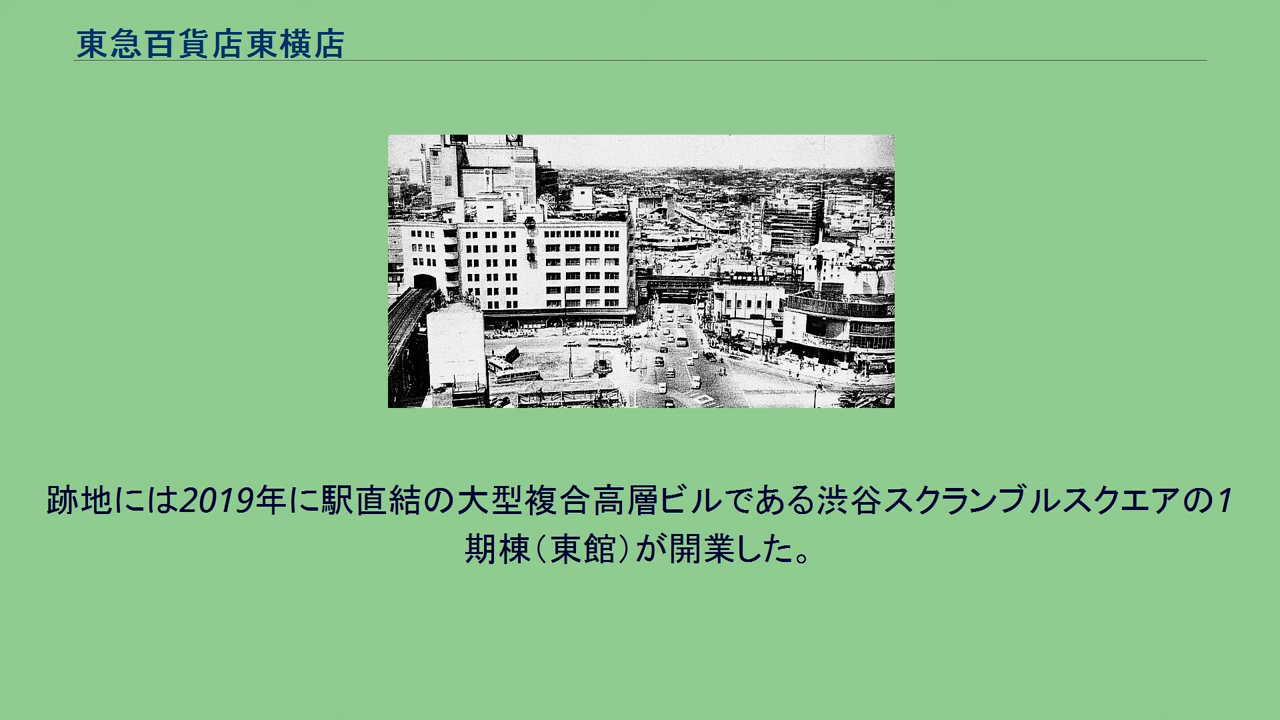 東急百貨店東横店
跡地には2019年に駅直結の大型複合高層ビルである渋谷スクランブルスクエアの1
期棟（東館）が開業した。